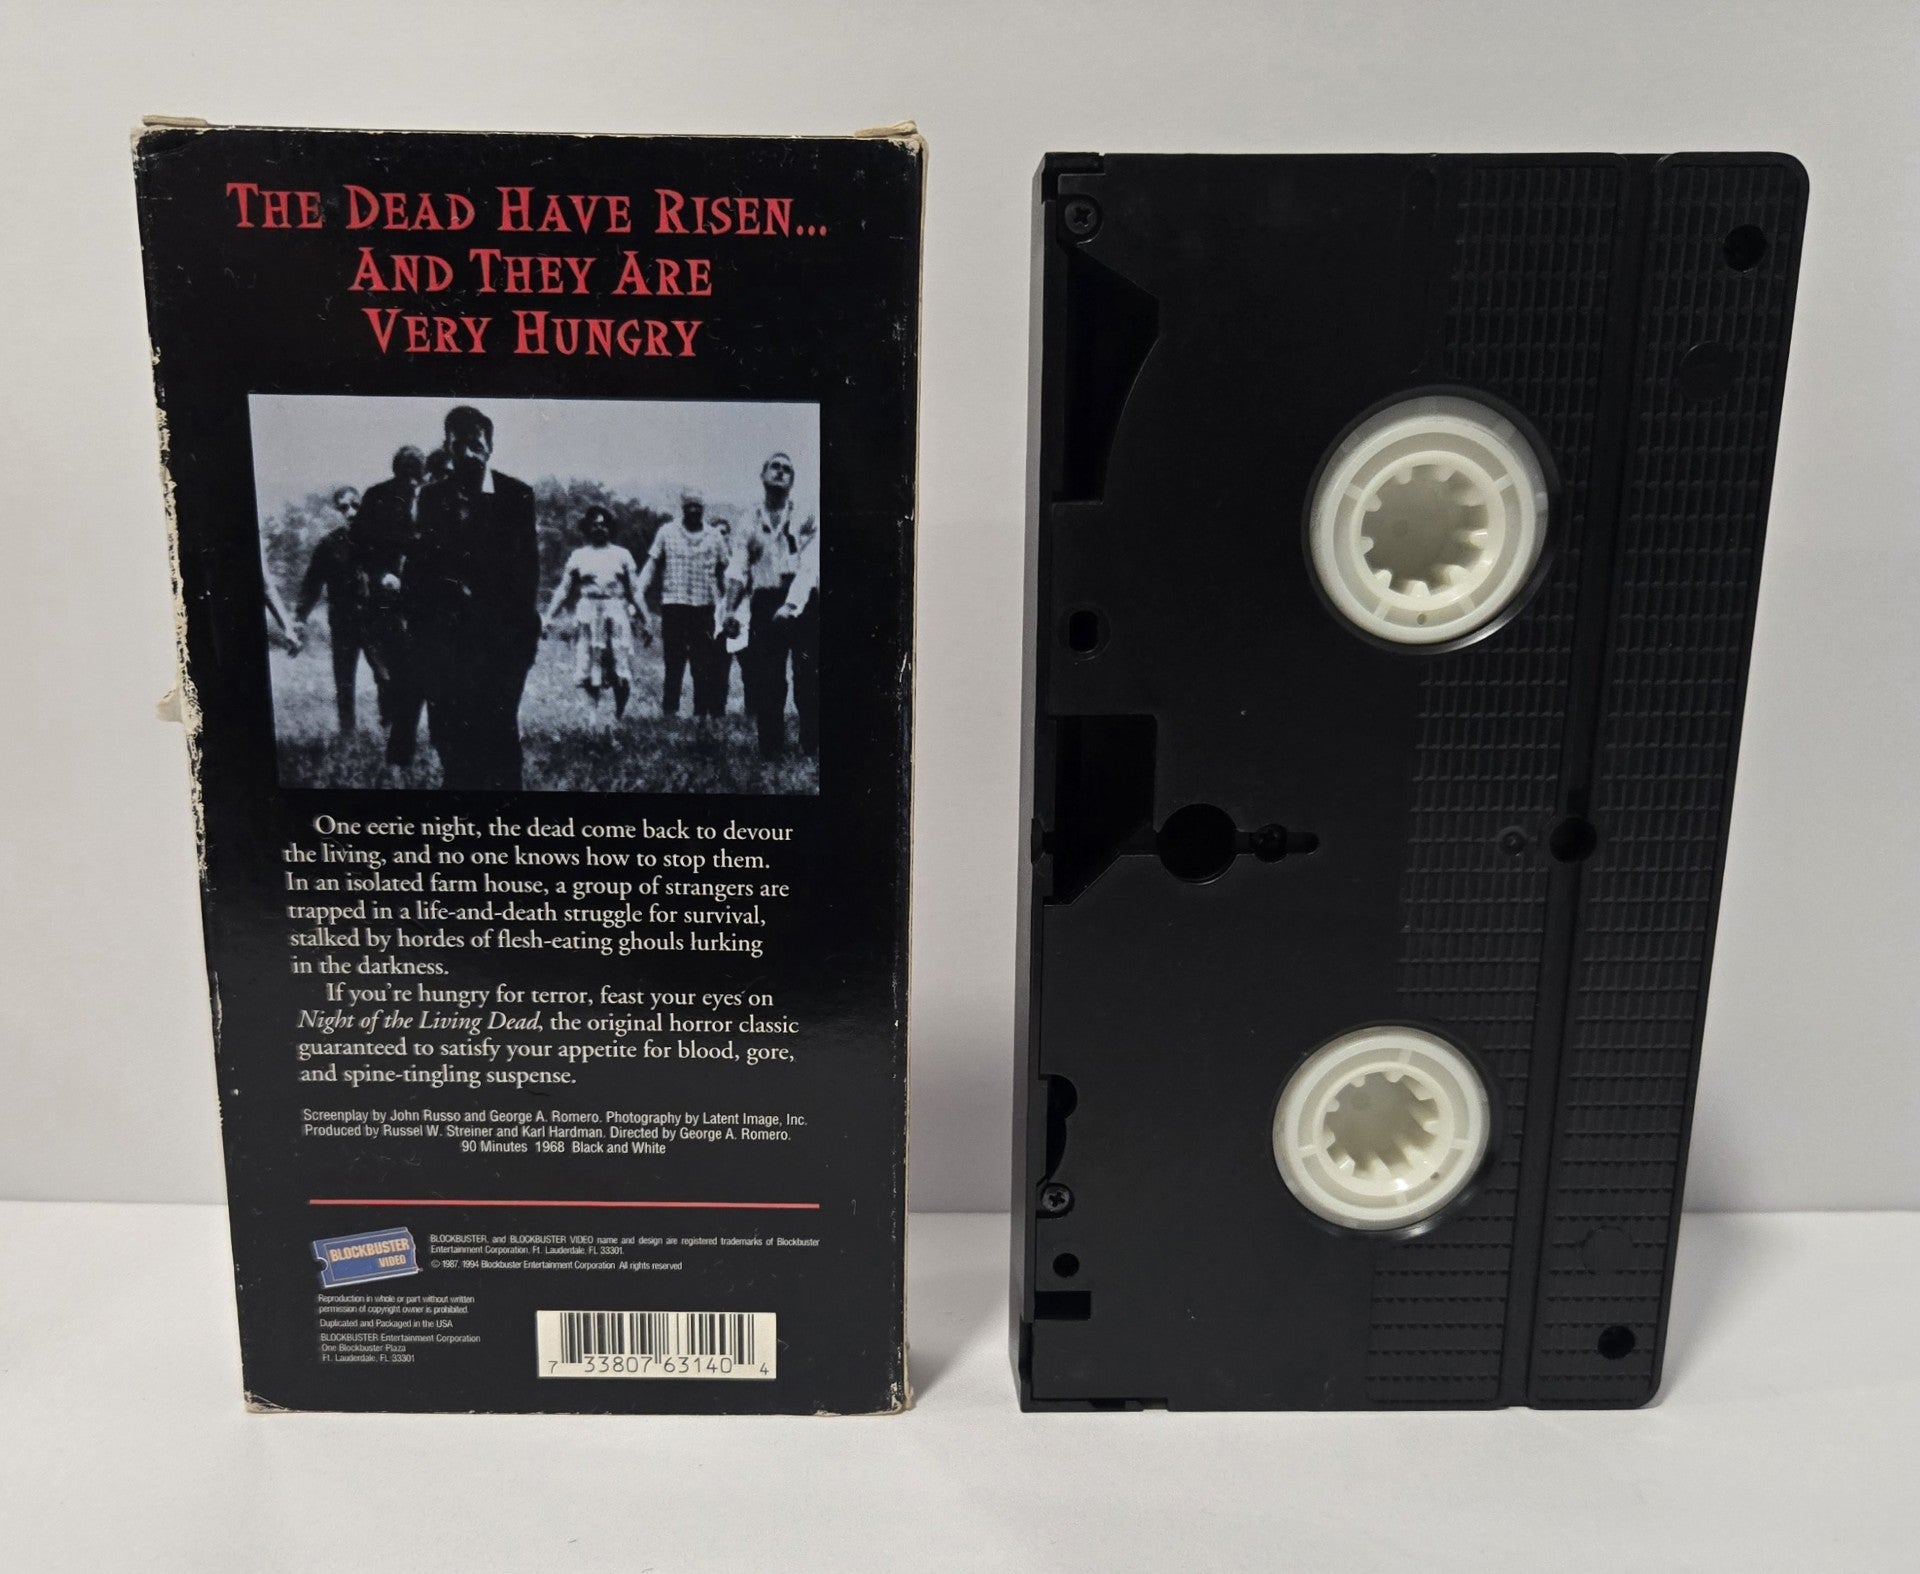 THE DEAD HAVE RISEN...
AND THEY ARE
VERY HUNGRY
One eerie night, the dead come back to devour
the living, and no one knows how to stop them.
In an isolated farm house, a group of strangers are
trapped in a life-and-death struggle for survival,
stalked by hordes of flesh-eating ghouls lurking
in the darkness.
If you're hungry for terror, feast your eyes on
Night of the Living Dead, the original horror classic
guaranteed to satisfy your appetite for blood, gore,
and spine-tingling suspense.
Screenplay by John Russo and George A. Romero. Photography by Latent Image, Inc.
Produced by Russel W. Streiner and Karl Hardman. Directed by George A. Romero.
90 Minutes 1968 Black and White
BLOCKBUSTER
VIDEO
BLOCKBUSTER, and BLOCKBUSTER VIDEO name and design are registered trademarks of Blockbuster
Entertainment Corporation, Ft. Lauderdale, FL 33301.
© 1987, 1994 Blockbuster Entertainment Corporation All rights reserved
Reproduction in whole or part without written
permission of copyright owner is prohibited.
Duplicated and Packaged in the USA
BLOCKBUSTER Entertainment Corporation
One Blockbuster Plaza
Ft. Lauderdale, FL 33301
7 33807 63140 4